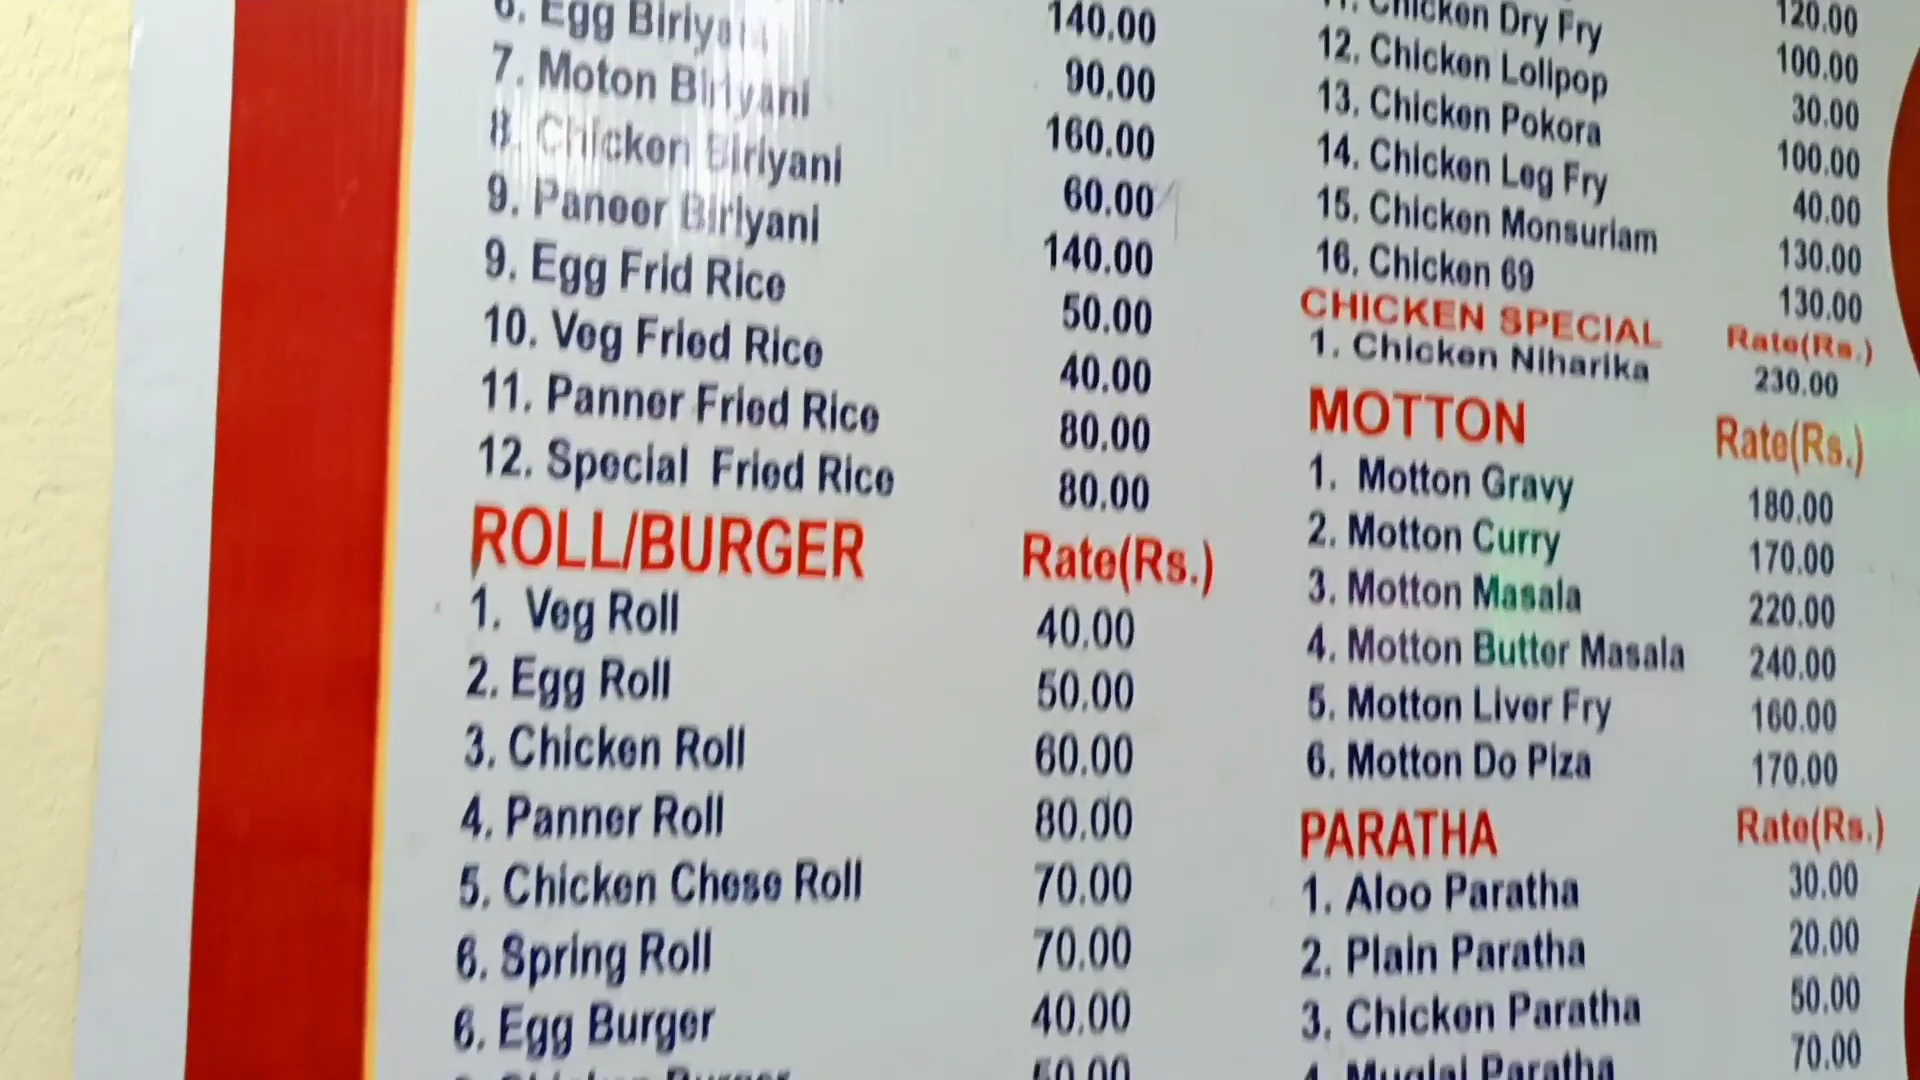 140.00
6. Egg Biriyani 90.00
7. Moton Biriyani 160.00
8. Chicken Biriyani 60.00
9. Paneer Biriyani 140.00
9. Egg Frid Rice 50.00
10. Veg Fried Rice 40.00
11. Panner Fried Rice 80.00
12. Special Fried Rice 80.00
ROLL/BURGER Rate(Rs.)
1. Veg Roll 40.00
2. Egg Roll 50.00
3. Chicken Roll 60.00
4. Panner Roll 80.00
5. Chicken Chese Roll 70.00
6. Spring Roll 70.00
6. Egg Burger 40.00
Burger
120.00
11. Chicken Dry Fry 100.00
12. Chicken Lolipop 30.00
13. Chicken Pokora 100.00
14. Chicken Leg Fry 40.00
15. Chicken Monsuriam 130.00
16. Chicken 69 130.00
CHICKEN SPECIAL Rate(Rs.)
1. Chicken Niharika 230.00
MOTTON Rate(Rs.)
1. Motton Gravy 180.00
2. Motton Curry 170.00
3. Motton Masala 220.00
4. Motton Butter Masala 240.00
5. Motton Liver Fry 160.00
6. Motton Do Piza 170.00
PARATHA Rate(Rs.)
1. Aloo Paratha 30.00
2. Plain Paratha 20.00
3. Chicken Paratha 50.00
4. Muglai Paratha 70.00